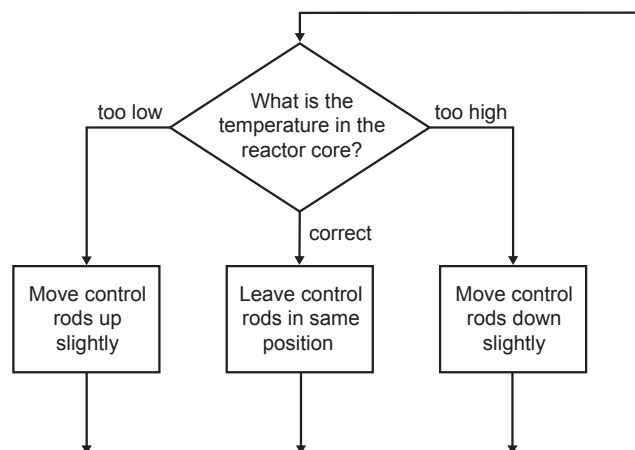 What is the
temperature in the
reactor core?
too low
too high
correct
Move control
rods up
slightly
Leave control
rods in same
position
Move control
rods down
slightly